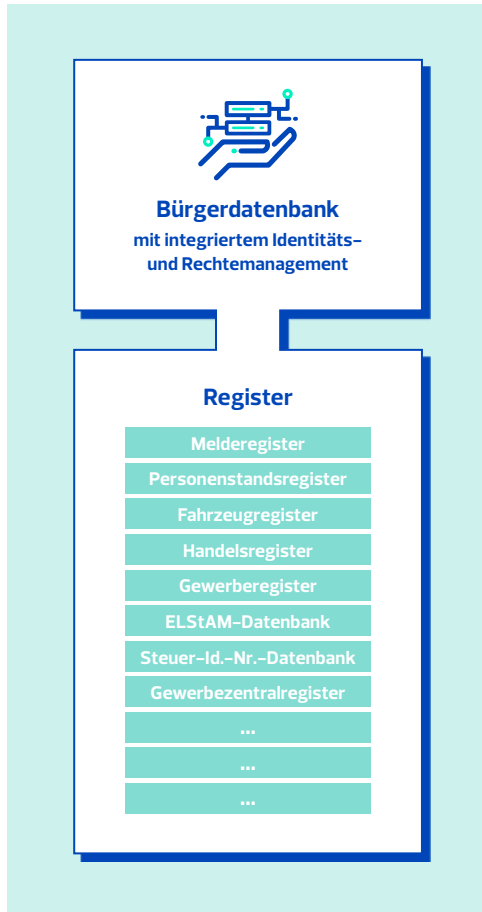 Bürgerdatenbank
mit integriertem Identitäts-
und Rechtemanagement
Register
Melderegister
Personenstandsregister
Fahrzeugregister
Handelsregister
Gewerberegister
ELStAM-Datenbank
Steuer-Id.-Nr.-Datenbank
Gewerbezentralregister
...
...
...